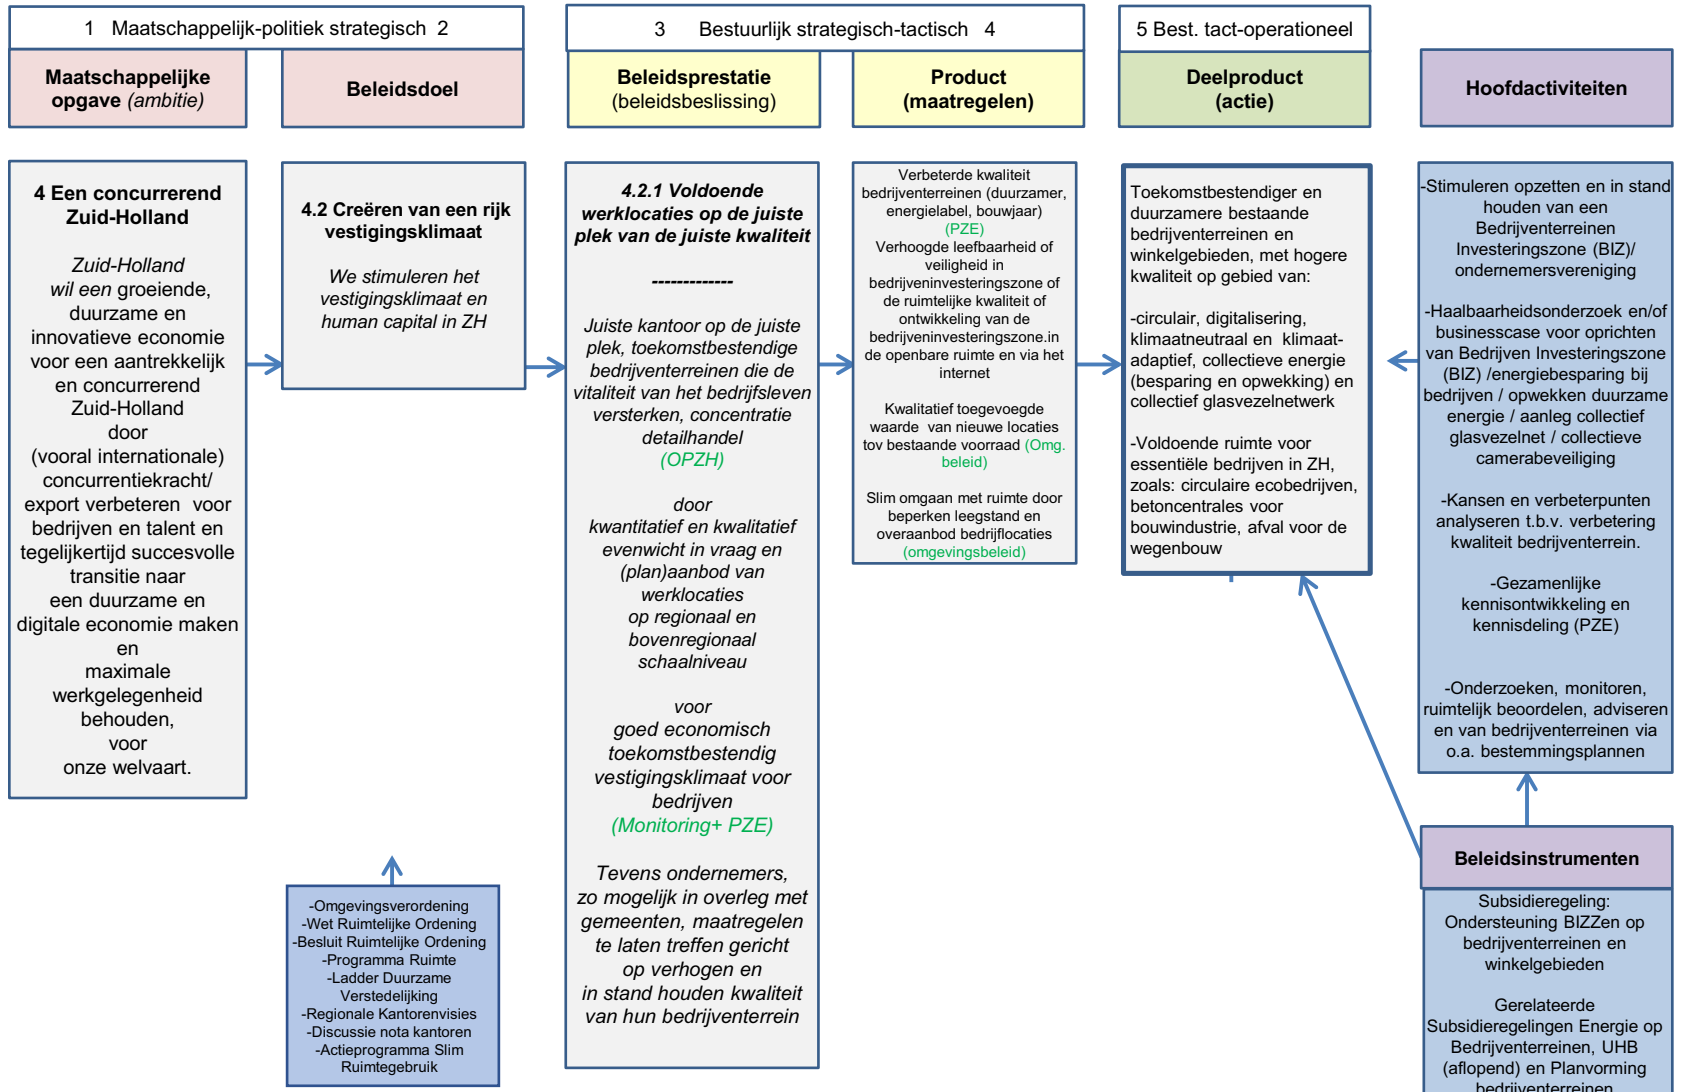 1 Maatschappelijk-politiek strategisch 2
3 Bestuurlijk strategisch-tactisch 4
5 Best. tact-operationeel
Maatschappelijke
opgave (ambitie)
Beleidsdoel
Beleidsprestatie
(beleidsbeslissing)
Product
(maatregelen)
Deelproduct
(actie)
Hoofdactiviteiten
4 Een concurrerend
Zuid-Holland
Zuid-Holland
wil een groeiende,
duurzame en
innovatieve economie
voor een aantrekkelijk
en concurrerend
Zuid-Holland
door
(vooral internationale)
concurrentiekracht/
export verbeteren voor
bedrijven en talent en
tegelijkertijd succesvolle
transitie naar
een duurzame en
digitale economie maken
en
maximale
werkgelegenheid
behouden,
voor
onze welvaart.
4.2 Creëren van een rijk
vestigingsklimaat
We stimuleren het
vestigingsklimaat en
human capital in ZH
-Omgevingsverordening
-Wet Ruimtelijke Ordening
-Besluit Ruimtelijke Ordening
-Programma Ruimte
-Ladder Duurzame
Verstedelijking
-Regionale Kantorenvisies
-Discussie nota kantoren
-Actieprogramma Slim
Ruimtegebruik
4.2.1 Voldoende
werklocaties op de juiste
plek van de juiste kwaliteit
-------------
Juiste kantoor op de juiste
plek, toekomstbestendige
bedrijventerreinen die de
vitaliteit van het bedrijfsleven
versterken, concentratie
detailhandel
(OPZH)
door
kwantitatief en kwalitatief
evenwicht in vraag en
(plan)aanbod van
werklocaties
op regionaal en
bovenregionaal
schaalniveau
voor
goed economisch
toekomstbestendig
vestigingsklimaat voor
bedrijven
(Monitoring+ PZE)
Tevens ondernemers,
zo mogelijk in overleg met
gemeenten, maatregelen
te laten treffen gericht
op verhogen en
in stand houden kwaliteit
van hun bedrijventerrein
Verbeterde kwaliteit
bedrijventerreinen (duurzamer,
energielabel, bouwjaar)
(PZE)
Verhoogde leefbaarheid of
veiligheid in
bedrijveninvesteringszone of
de ruimtelijke kwaliteit of
ontwikkeling van de
bedrijveninvesteringszone.in
de openbare ruimte en via het
internet
Kwalitatief toegevoegde
waarde van nieuwe locaties
tov bestaande voorraad (Omg.
beleid)
Slim omgaan met ruimte door
beperken leegstand en
overaanbod bedrijflocaties
(omgevingsbeleid)
Toekomstbestendiger en
duurzamere bestaande
bedrijventerreinen en
winkelgebieden, met hogere
kwaliteit op gebied van:
-circulair, digitalisering,
klimaatneutraal en klimaat-
adaptief, collectieve energie
(besparing en opwekking) en
collectief glasvezelnetwerk
-Voldoende ruimte voor
essentiële bedrijven in ZH,
zoals: circulaire ecobedrijven,
betoncentrales voor
bouwindustrie, afval voor de
wegenbouw
-Stimuleren opzetten en in stand
houden van een
Bedrijventerreinen
Investeringszone (BIZ)/
ondernemersvereniging
-Haalbaarheidsonderzoek en/of
businesscase voor oprichten
van Bedrijven Investeringszone
(BIZ) /energiebesparing bij
bedrijven / opwekken duurzame
energie / aanleg collectief
glasvezelnet / collectieve
camerabeveiliging
-Kansen en verbeterpunten
analyseren t.b.v. verbetering
kwaliteit bedrijventerrein.
-Gezamenlijke
kennisontwikkeling en
kennisdeling (PZE)
-Onderzoeken, monitoren,
ruimtelijk beoordelen, adviseren
en van bedrijventerreinen via
o.a. bestemmingsplannen
Beleidsinstrumenten
Subsidieregeling:
Ondersteuning BIZZen op
bedrijventerreinen en
winkelgebieden
Gerelateerde
Subsidieregelingen Energie op
Bedrijventerreinen, UHB
(aflopend) en Planvorming
bedrijventerreinen